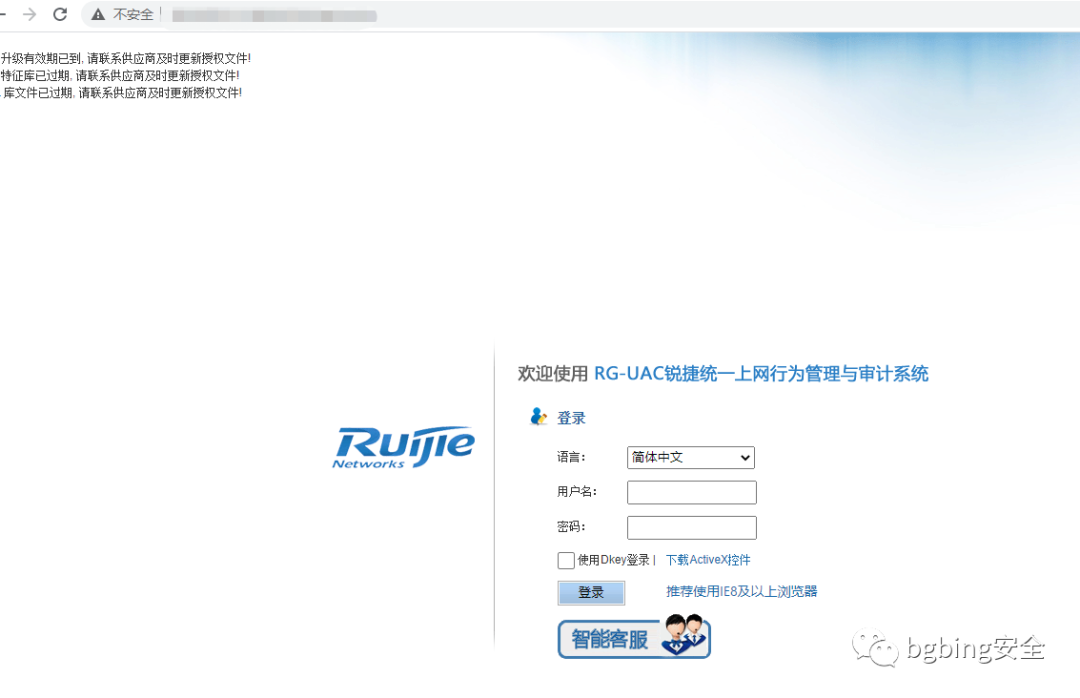 不安全
升级有效期已到, 请联系供应商及时更新授权文件!
特征库已过期, 请联系供应商及时更新授权文件!
库文件已过期, 请联系供应商及时更新授权文件!
欢迎使用 RG-UAC锐捷统一上网行为管理与审计系统
登录
Ruijie
Networks
语言: 简体中文
用户名:
密码:
使用Dkey登录 | 下载ActiveX控件
登录 推荐使用IE8及以上浏览器
智能客服
bgbing安全